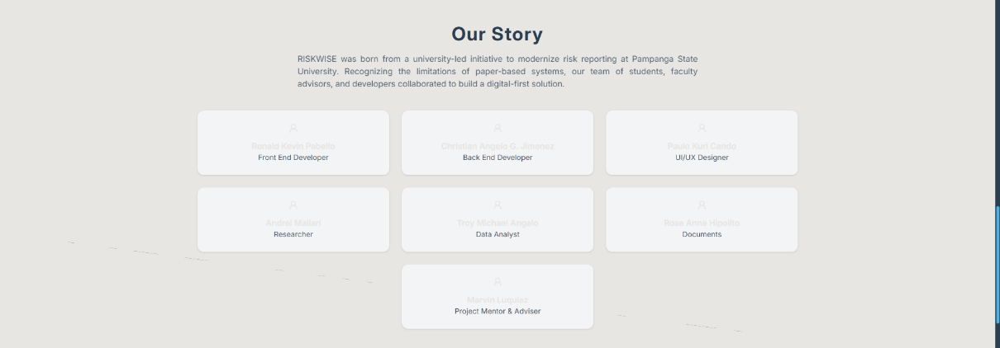 Our Story
RISKWISE was born from a university-led initiative to modernize risk reporting at Pampanga State
University. Recognizing the limitations of paper-based systems, our team of students, faculty
advisors, and developers collaborated to build a digital-first solution.
Ronald Kevin Pabello
Front End Developer
Christian Angelo G. Jimenez
Back End Developer
Paulo Kurl Cando
UI/UX Designer
Andrei Mallari
Researcher
Troy Michael Angelo
Data Analyst
Rose Anne Hipolito
Documents
Marvin
Project Mentor & Adviser